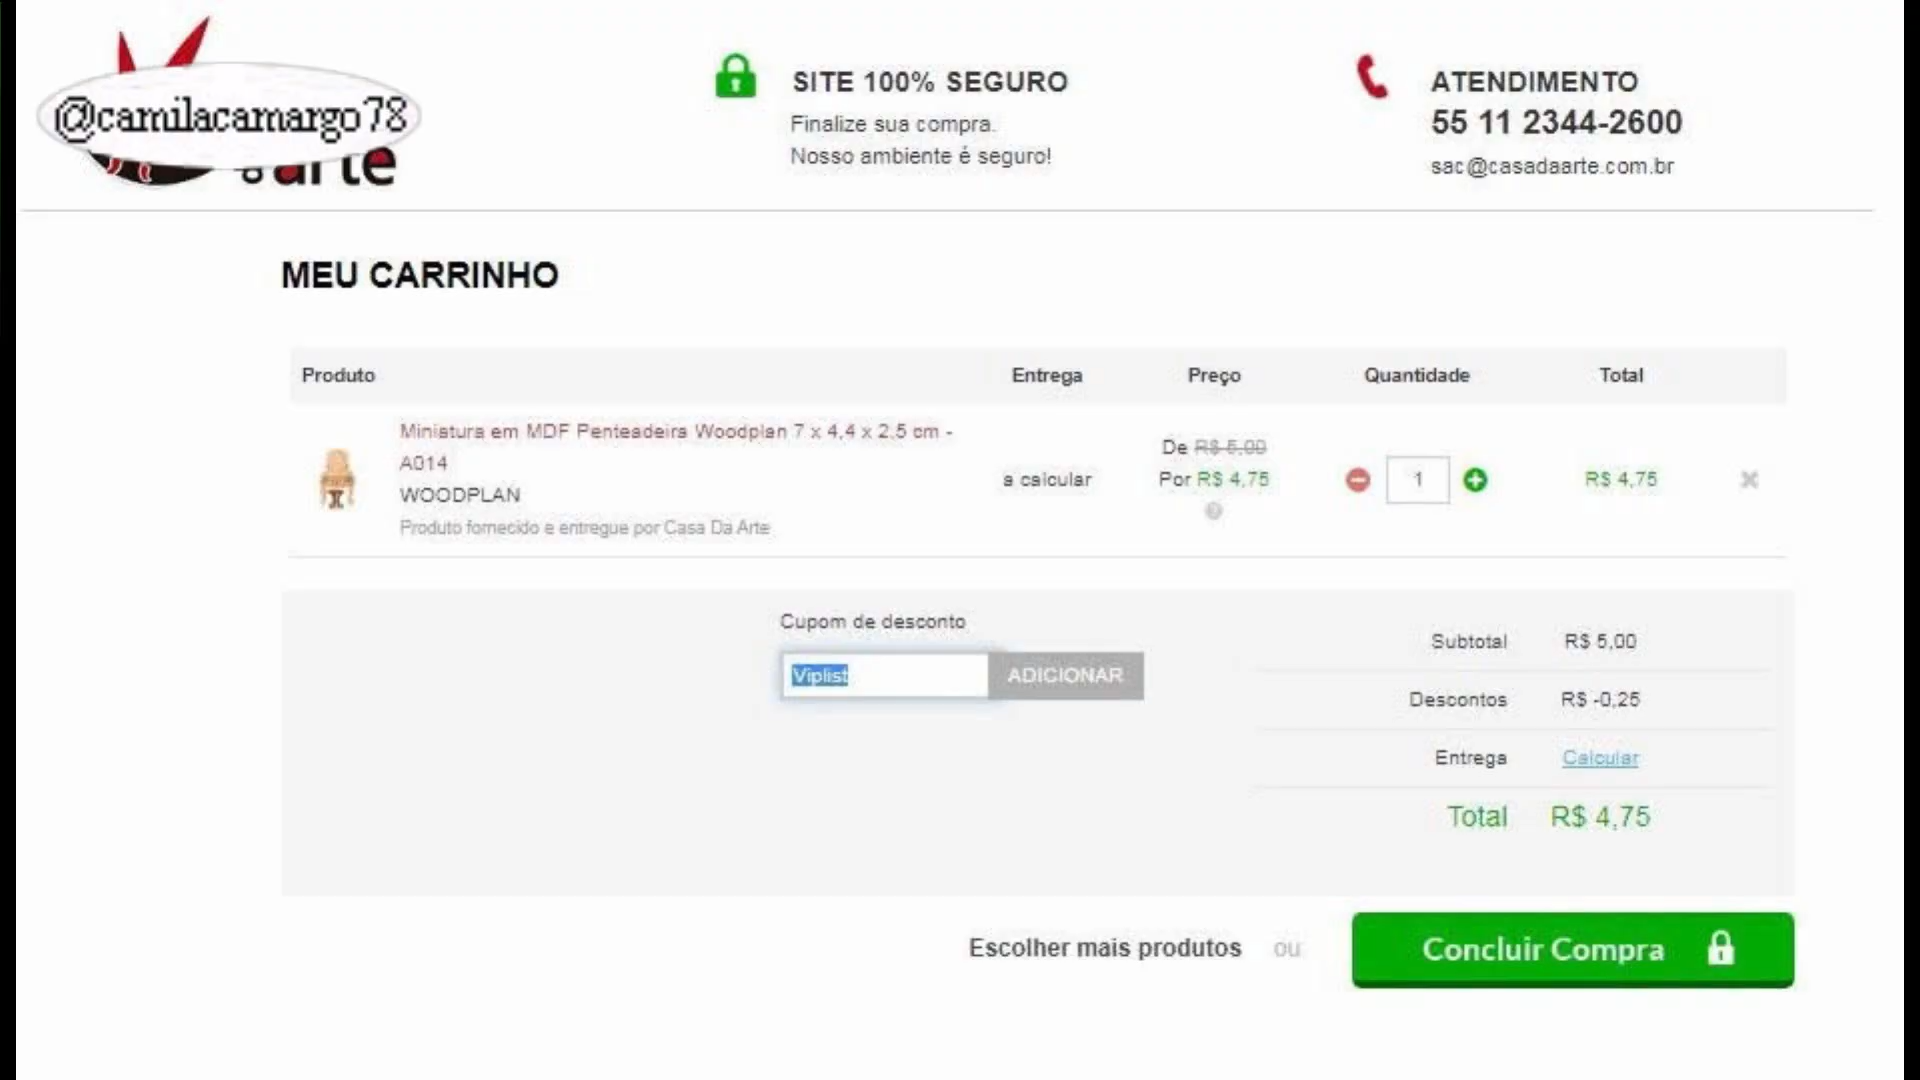 @camilacamargo78
arte
SITE 100% SEGURO
Finalize sua compra.
Nosso ambiente é seguro!
ATENDIMENTO
55 11 2344-2600
sac@casadaarte.com.br
MEU CARRINHO
Produto Entrega Preço Quantidade Total
Miniatura em MDF Penteadeira Woodplan 7 x 4,4 x 2,5 cm -
A014
WOODPLAN
Produto fornecido e entregue por Casa Da Arte
a calcular
De R$ 5,00
Por R$ 4,75
1
R$ 4,75
Cupom de desconto
Viplist
ADICIONAR
Subtotal R$ 5,00
Descontos R$ -0,25
Entrega Calcular
Total R$ 4,75
Escolher mais produtos ou
Concluir Compra